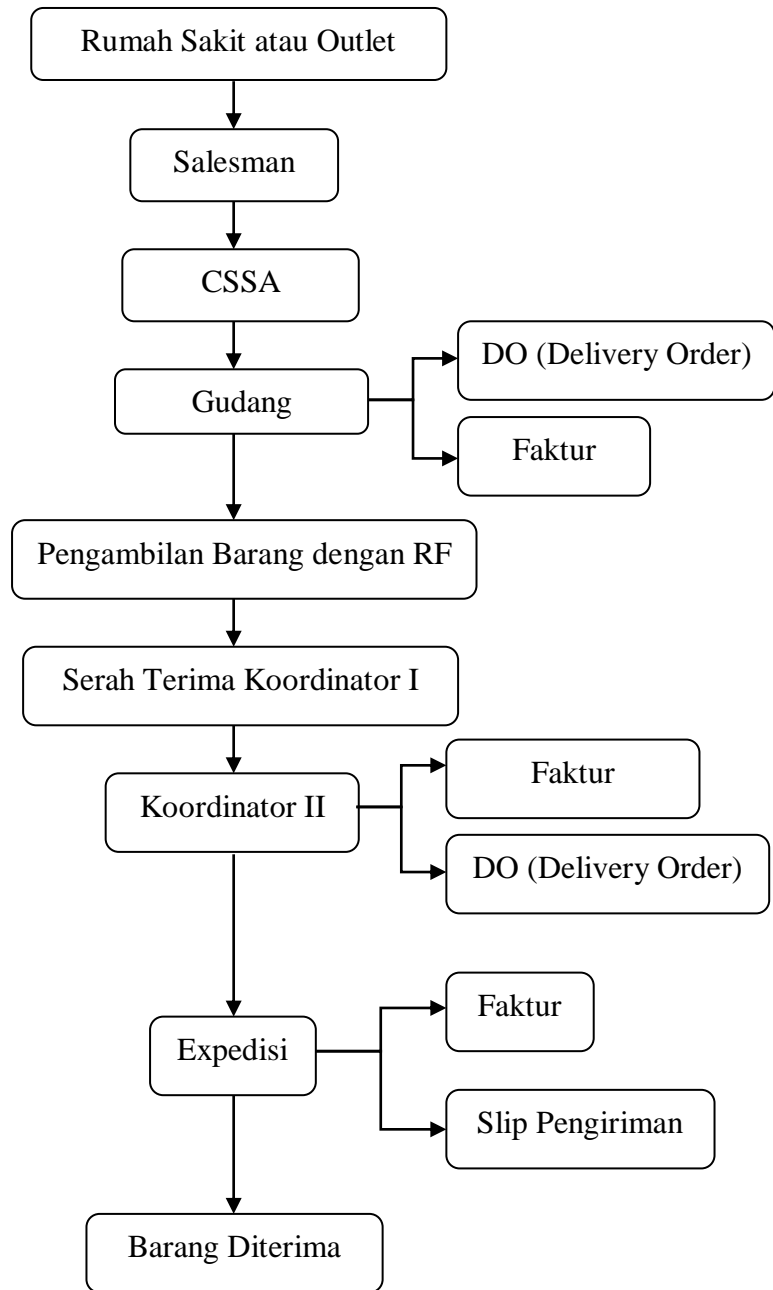 Rumah Sakit atau Outlet
Salesman
CSSA
Gudang
DO (Delivery Order)
Faktur
Pengambilan Barang dengan RF
Serah Terima Koordinator I
Koordinator II
Faktur
DO (Delivery Order)
Expedisi
Faktur
Slip Pengiriman
Barang Diterima